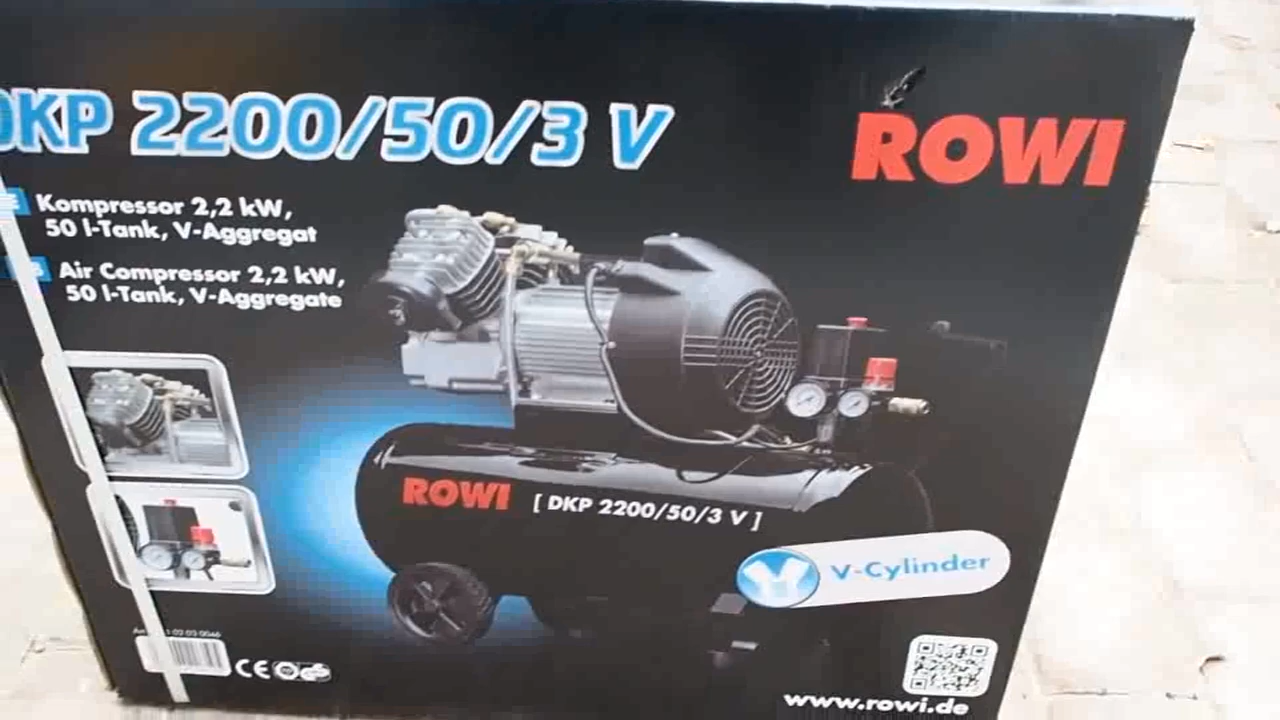 DKP 2200/50/3 V
ROWI
Kompressor 2,2 kW,
50 l-Tank, V-Aggregat
Air Compressor 2,2 kW,
50 l-Tank, V-Aggregate
ROWI [ DKP 2200/50/3 V ]
V-Cylinder
CE
www.rowi.de